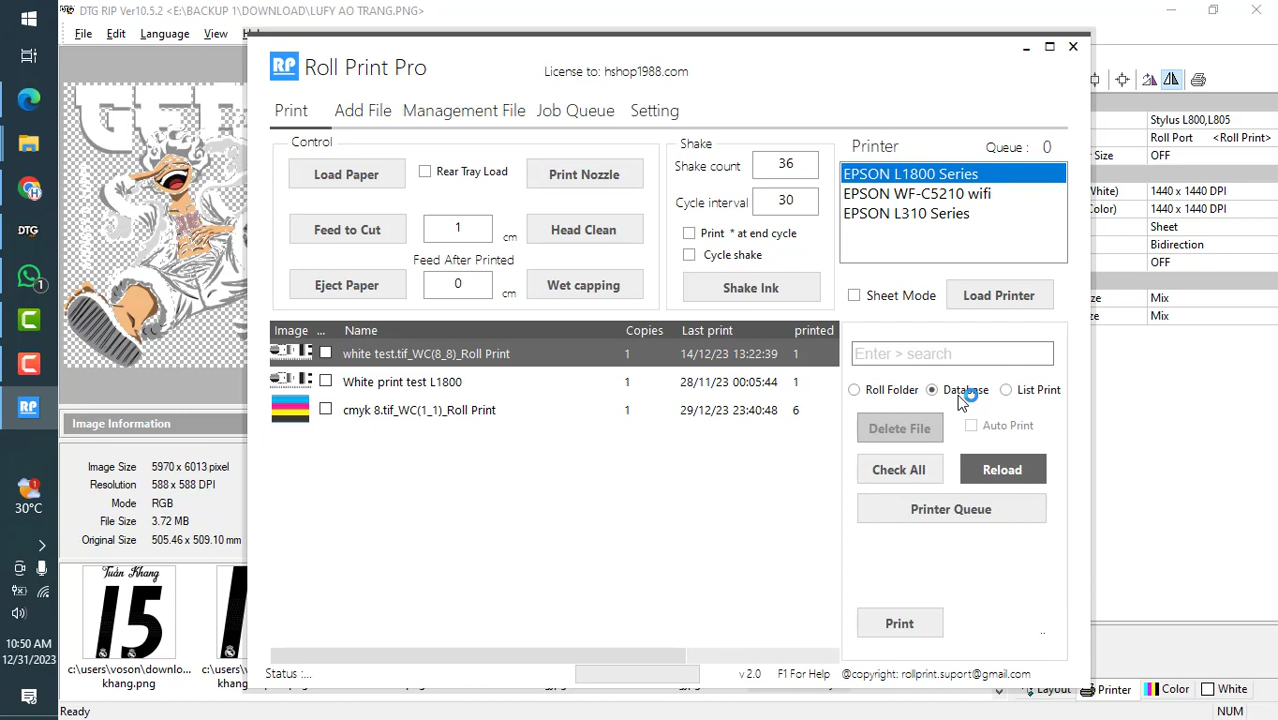 DTG RIP Ver10.5.2 <E:\BACKUP 1\DOWNLOAD\LUFY AO TRANG.PNG>
File Edit Language View
RP Roll Print Pro
License to: hshop1988.com
Print Add File Management File Job Queue Setting
Control
Load Paper
Rear Tray Load
Print Nozzle
Feed to Cut
1
cm
Head Clean
Feed After Printed
Eject Paper
0
cm
Wet capping
Shake
Shake count
36
Cycle interval
30
Print * at end cycle
Cycle shake
Shake Ink
Printer
Queue : 0
EPSON L1800 Series
EPSON WF-C5210 wifi
EPSON L310 Series
Sheet Mode
Load Printer
Image ... Name Copies Last print printed
white test.tif_WC(8_8)_Roll Print 1 14/12/23 13:22:39 1
White print test L1800 1 28/11/23 00:05:44 1
cmyk 8.tif_WC(1_1)_Roll Print 1 29/12/23 23:40:48 6
Enter > search
Roll Folder
Database
List Print
Delete File
Auto Print
Check All
Reload
Printer Queue
Print
..
Status :...
v 2.0
F1 For Help
@copyright: rollprint.suport@gmail.com
Stylus L800,L805
Roll Port <Roll Print>
OFF
1440 x 1440 DPI
1440 x 1440 DPI
Sheet
Bidirection
OFF
Mix
Mix
Image Information
Image Size 5970 x 6013 pixel
Resolution 588 x 588 DPI
Mode RGB
File Size 3.72 MB
Original Size 505.46 x 509.10 mm
Tuấn Khang
15
c:\users\voson\downlo...
khang.png
Layout
Printer
Color
White
Ready
NUM
DTG
1
RP
30°C
10:50 AM
12/31/2023